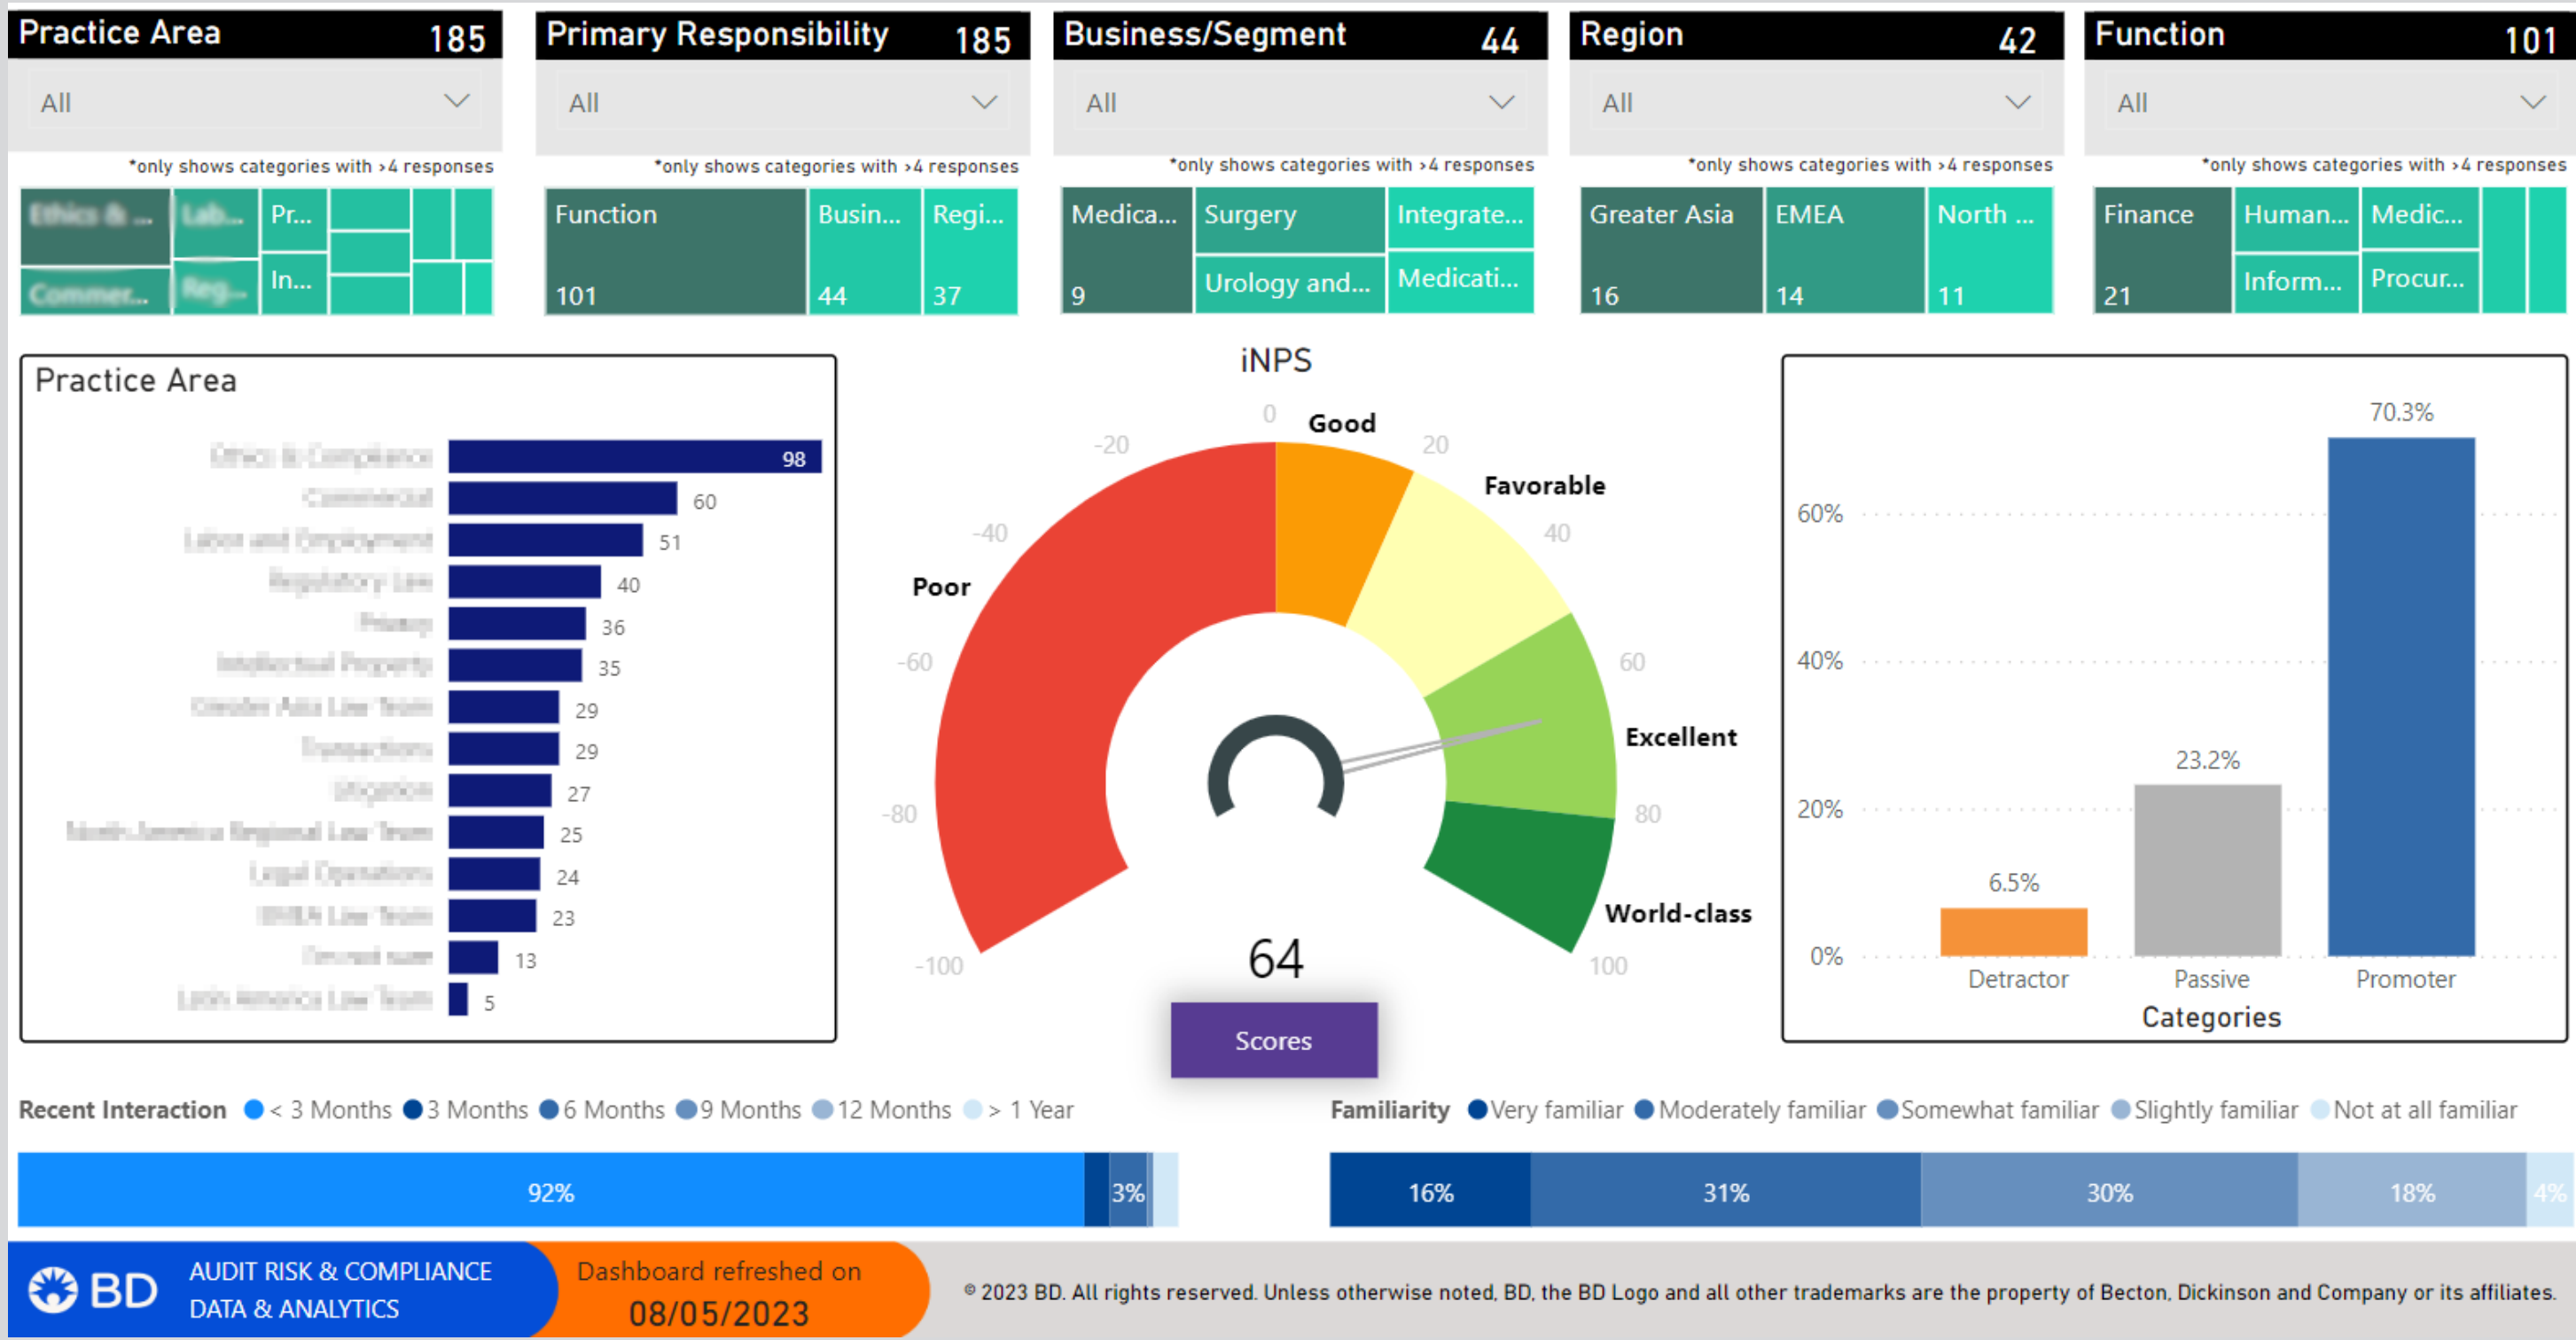 Practice Area 185
All
*only shows categories with >4 responses
Pr...
In...
Primary Responsibility 185
All
*only shows categories with >4 responses
Function Busin... Regi...
101 44 37
Business/Segment 44
All
*only shows categories with >4 responses
Medica... Surgery Integrate...
9 Urology and... Medicati...
Region 42
All
*only shows categories with >4 responses
Greater Asia EMEA North ...
16 14 11
Function 101
All
*only shows categories with >4 responses
Finance Human... Medic...
21 Inform... Procur...
Practice Area
98
60
51
40
36
35
29
29
27
25
24
23
13
5
iNPS
-100
-80
-60
-40
-20
0
20
40
60
80
100
Poor
Good
Favorable
Excellent
World-class
64
Scores
60%
40%
20%
0%
6.5%
23.2%
70.3%
Detractor Passive Promoter
Categories
Recent Interaction < 3 Months 3 Months 6 Months 9 Months 12 Months > 1 Year
92% 3%
Familiarity Very familiar Moderately familiar Somewhat familiar Slightly familiar Not at all familiar
16% 31% 30% 18% 4%
BD
AUDIT RISK & COMPLIANCE
DATA & ANALYTICS
Dashboard refreshed on
08/05/2023
© 2023 BD. All rights reserved. Unless otherwise noted, BD, the BD Logo and all other trademarks are the property of Becton, Dickinson and Company or its affiliates.